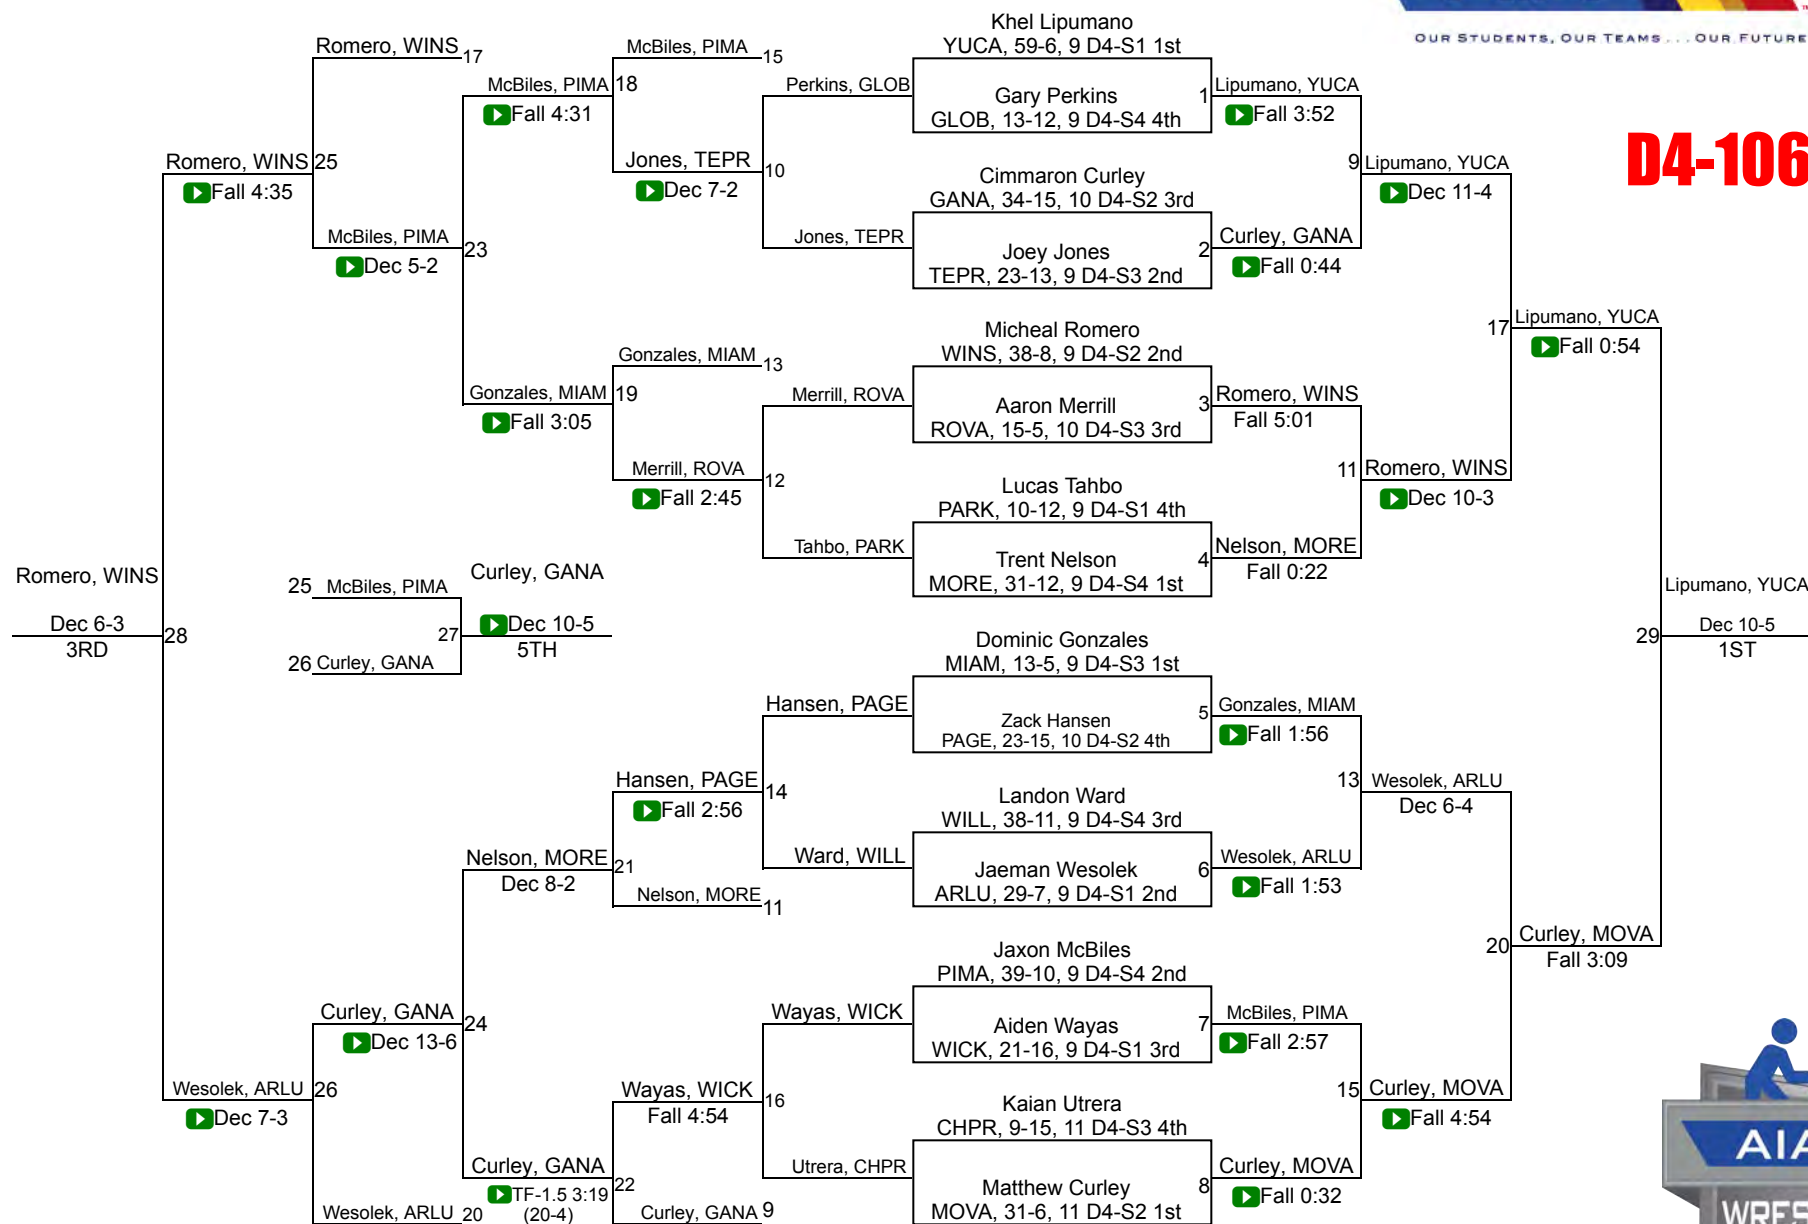 OUR STUDENTS, OUR TEAMS . . . OUR FUTURE
D4-106
Khel Lipumano
YUCA, 59-6, 9 D4-S1 1st
Gary Perkins
GLOB, 13-12, 9 D4-S4 4th
Cimmaron Curley
GANA, 34-15, 10 D4-S2 3rd
Joey Jones
TEPR, 23-13, 9 D4-S3 2nd
Micheal Romero
WINS, 38-8, 9 D4-S2 2nd
Aaron Merrill
ROVA, 15-5, 10 D4-S3 3rd
Lucas Tahbo
PARK, 10-12, 9 D4-S1 4th
Trent Nelson
MORE, 31-12, 9 D4-S4 1st
Dominic Gonzales
MIAM, 13-5, 9 D4-S3 1st
Zack Hansen
PAGE, 23-15, 10 D4-S2 4th
Landon Ward
WILL, 38-11, 9 D4-S4 3rd
Jaeman Wesolek
ARLU, 29-7, 9 D4-S1 2nd
Jaxon McBiles
PIMA, 39-10, 9 D4-S4 2nd
Aiden Wayas
WICK, 21-16, 9 D4-S1 3rd
Kaian Utrera
CHPR, 9-15, 11 D4-S3 4th
Matthew Curley
MOVA, 31-6, 11 D4-S2 1st
1 Lipumano, YUCA
Fall 3:52
2 Curley, GANA
Fall 0:44
3 Romero, WINS
Fall 5:01
4 Nelson, MORE
Fall 0:22
5 Gonzales, MIAM
Fall 1:56
6 Wesolek, ARLU
Fall 1:53
7 McBiles, PIMA
Fall 2:57
8 Curley, MOVA
Fall 0:32
9 Lipumano, YUCA
Dec 11-4
11 Romero, WINS
Dec 10-3
13 Wesolek, ARLU
Dec 6-4
15 Curley, MOVA
Fall 4:54
17 Lipumano, YUCA
Fall 0:54
20 Curley, MOVA
Fall 3:09
Lipumano, YUCA
29 Dec 10-5
1ST
Perkins, GLOB
Jones, TEPR
Merrill, ROVA
Tahbo, PARK
Hansen, PAGE
Ward, WILL
Wayas, WICK
Utrera, CHPR
McBiles, PIMA 15
Jones, TEPR 10
Dec 7-2
Gonzales, MIAM 13
Merrill, ROVA 12
Fall 2:45
Hansen, PAGE 14
Fall 2:56
Nelson, MORE 11
Wayas, WICK 16
Fall 4:54
Curley, GANA 9
McBiles, PIMA 18
Fall 4:31
Gonzales, MIAM 19
Fall 3:05
Nelson, MORE 21
Dec 8-2
Curley, GANA 22
TF-1.5 3:19
(20-4)
Romero, WINS 17
McBiles, PIMA 23
Dec 5-2
Curley, GANA 24
Dec 13-6
Wesolek, ARLU 20
Romero, WINS 25
Fall 4:35
Wesolek, ARLU 26
Dec 7-3
Romero, WINS
Dec 6-3 28
3RD
25 McBiles, PIMA
26 Curley, GANA
Curley, GANA
27 Dec 10-5
5TH
AIA
WRES